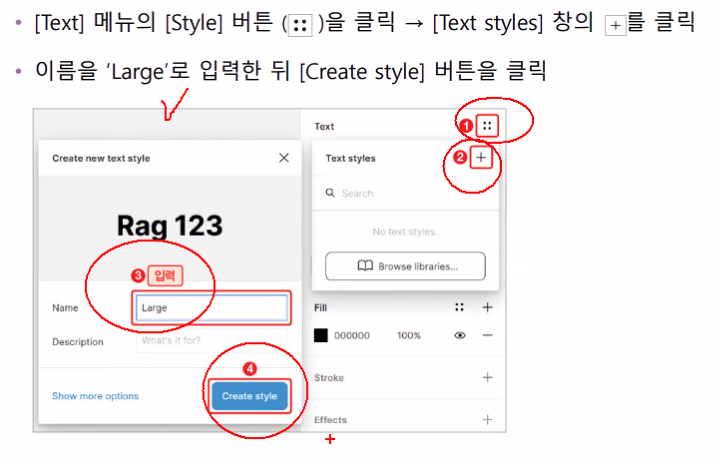 • [Text] 메뉴의 [Style] 버튼 ( )을 클릭 → [Text styles] 창의 +를 클릭
• 이름을 'Large'로 입력한 뒤 [Create style] 버튼을 클릭
Text
1
Create new text style
Text styles
2
Search
Rag 123
No text styles.
3 입력
Browse libraries...
Name
Large
Fill
Description
What's it for?
000000 100%
4
Stroke
Show more options
Create style
Effects